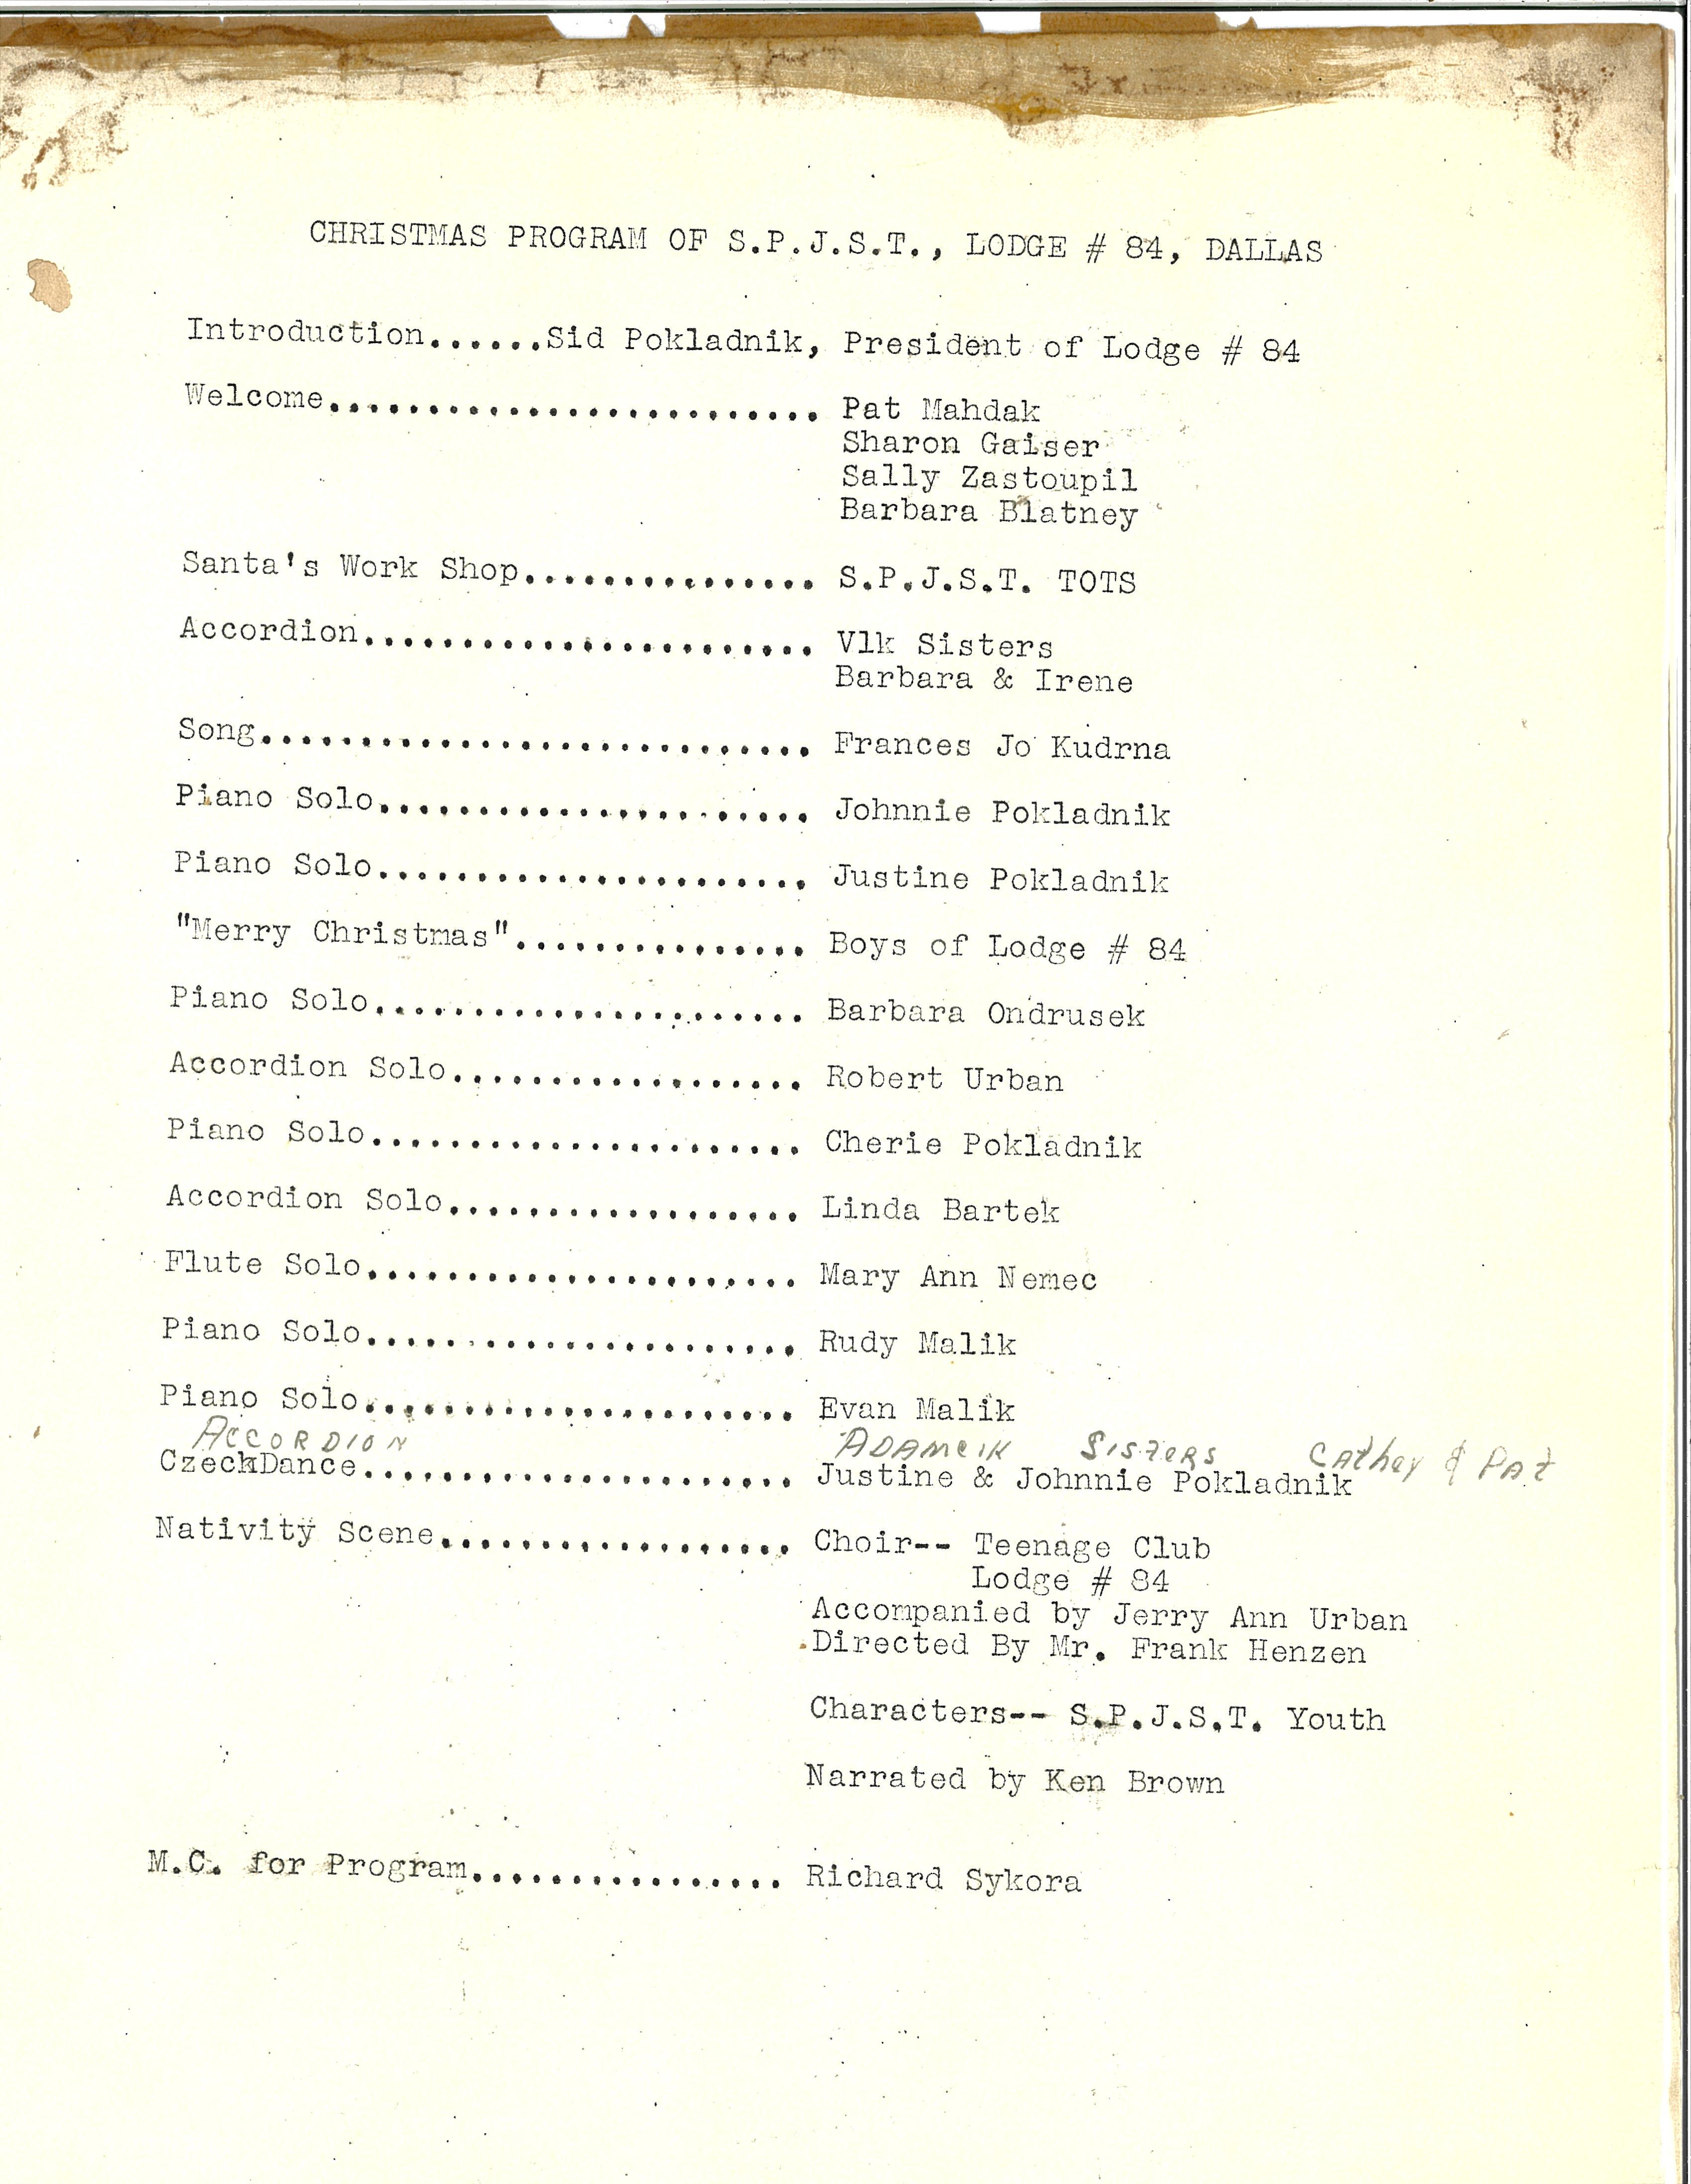 CHRISTMAS PROGRAM OF S.P.J.S.T., LODGE # 84, DALLAS
Introduction......Sid Pokladnik, President of Lodge # 84
Welcome......................... Pat Mahdak
Sharon Gaiser
Sally Zastoupil
Barbara Blatney
Santa's Work Shop............... S.P.J.S.T. TOTS
Accordion....................... Vlk Sisters
Barbara & Irene
Song............................ Frances Jo Kudrna
Piano Solo...................... Johnnie Pokladnik
Piano Solo...................... Justine Pokladnik
"Merry Christmas"............... Boys of Lodge # 84
Piano Solo...................... Barbara Ondrusek
Accordion Solo.................. Robert Urban
Piano Solo...................... Cherie Pokladnik
Accordion Solo.................. Linda Bartek
Flute Solo...................... Mary Ann Nemec
Piano Solo...................... Rudy Malik
Piano Solo...................... Evan Malik
ACCORDION ADAMCIK SISTERS CAthey & PAt
CzechDance...................... Justine & Johnnie Pokladnik
Nativity Scene.................. Choir-- Teenage Club
Lodge # 84
Accompanied by Jerry Ann Urban
Directed By Mr. Frank Henzen
Characters-- S.P.J.S.T. Youth
Narrated by Ken Brown
M.C. for Program................ Richard Sykora